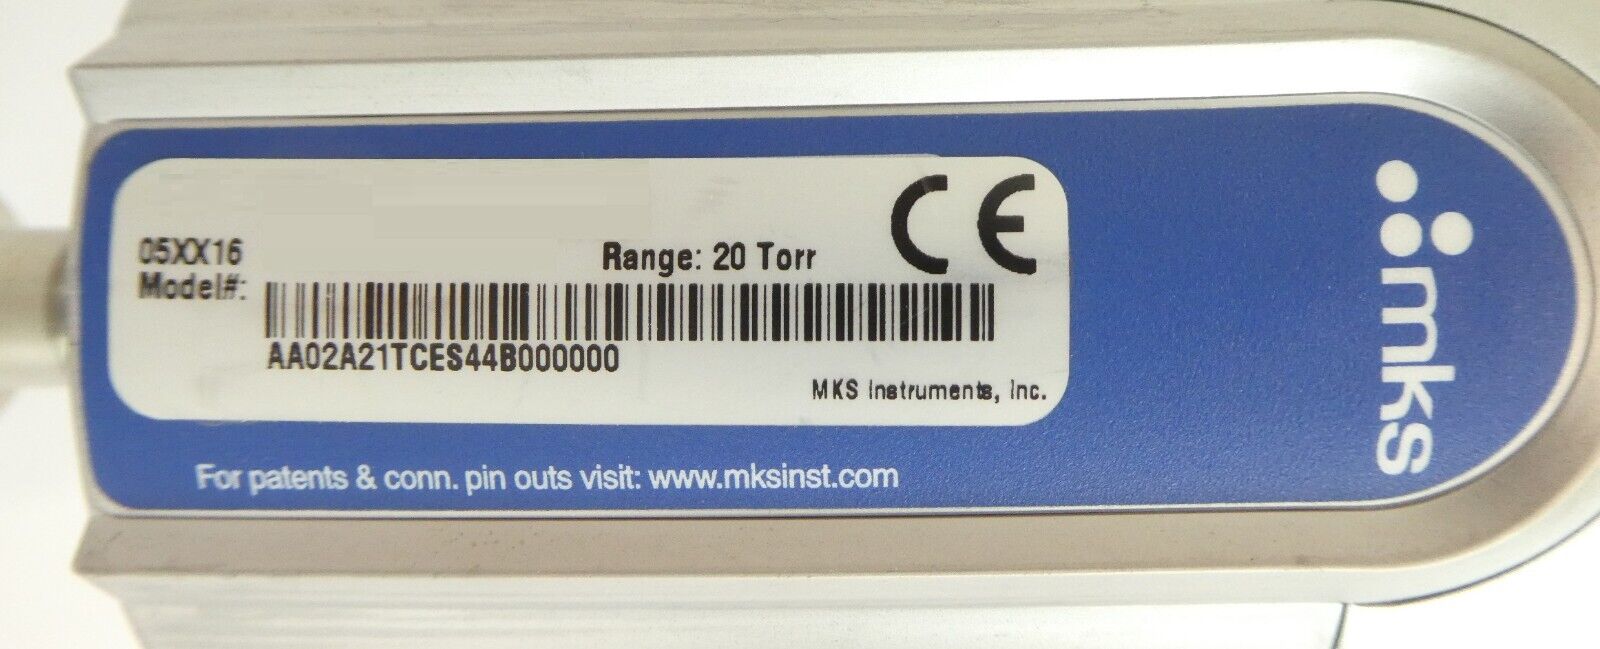 05XX16
Range: 20 Torr
CE
Model#:
AA02A21TCES44B000000
MKS Instruments, Inc.
For patents & conn. pin outs visit: www.mksinst.com
mks